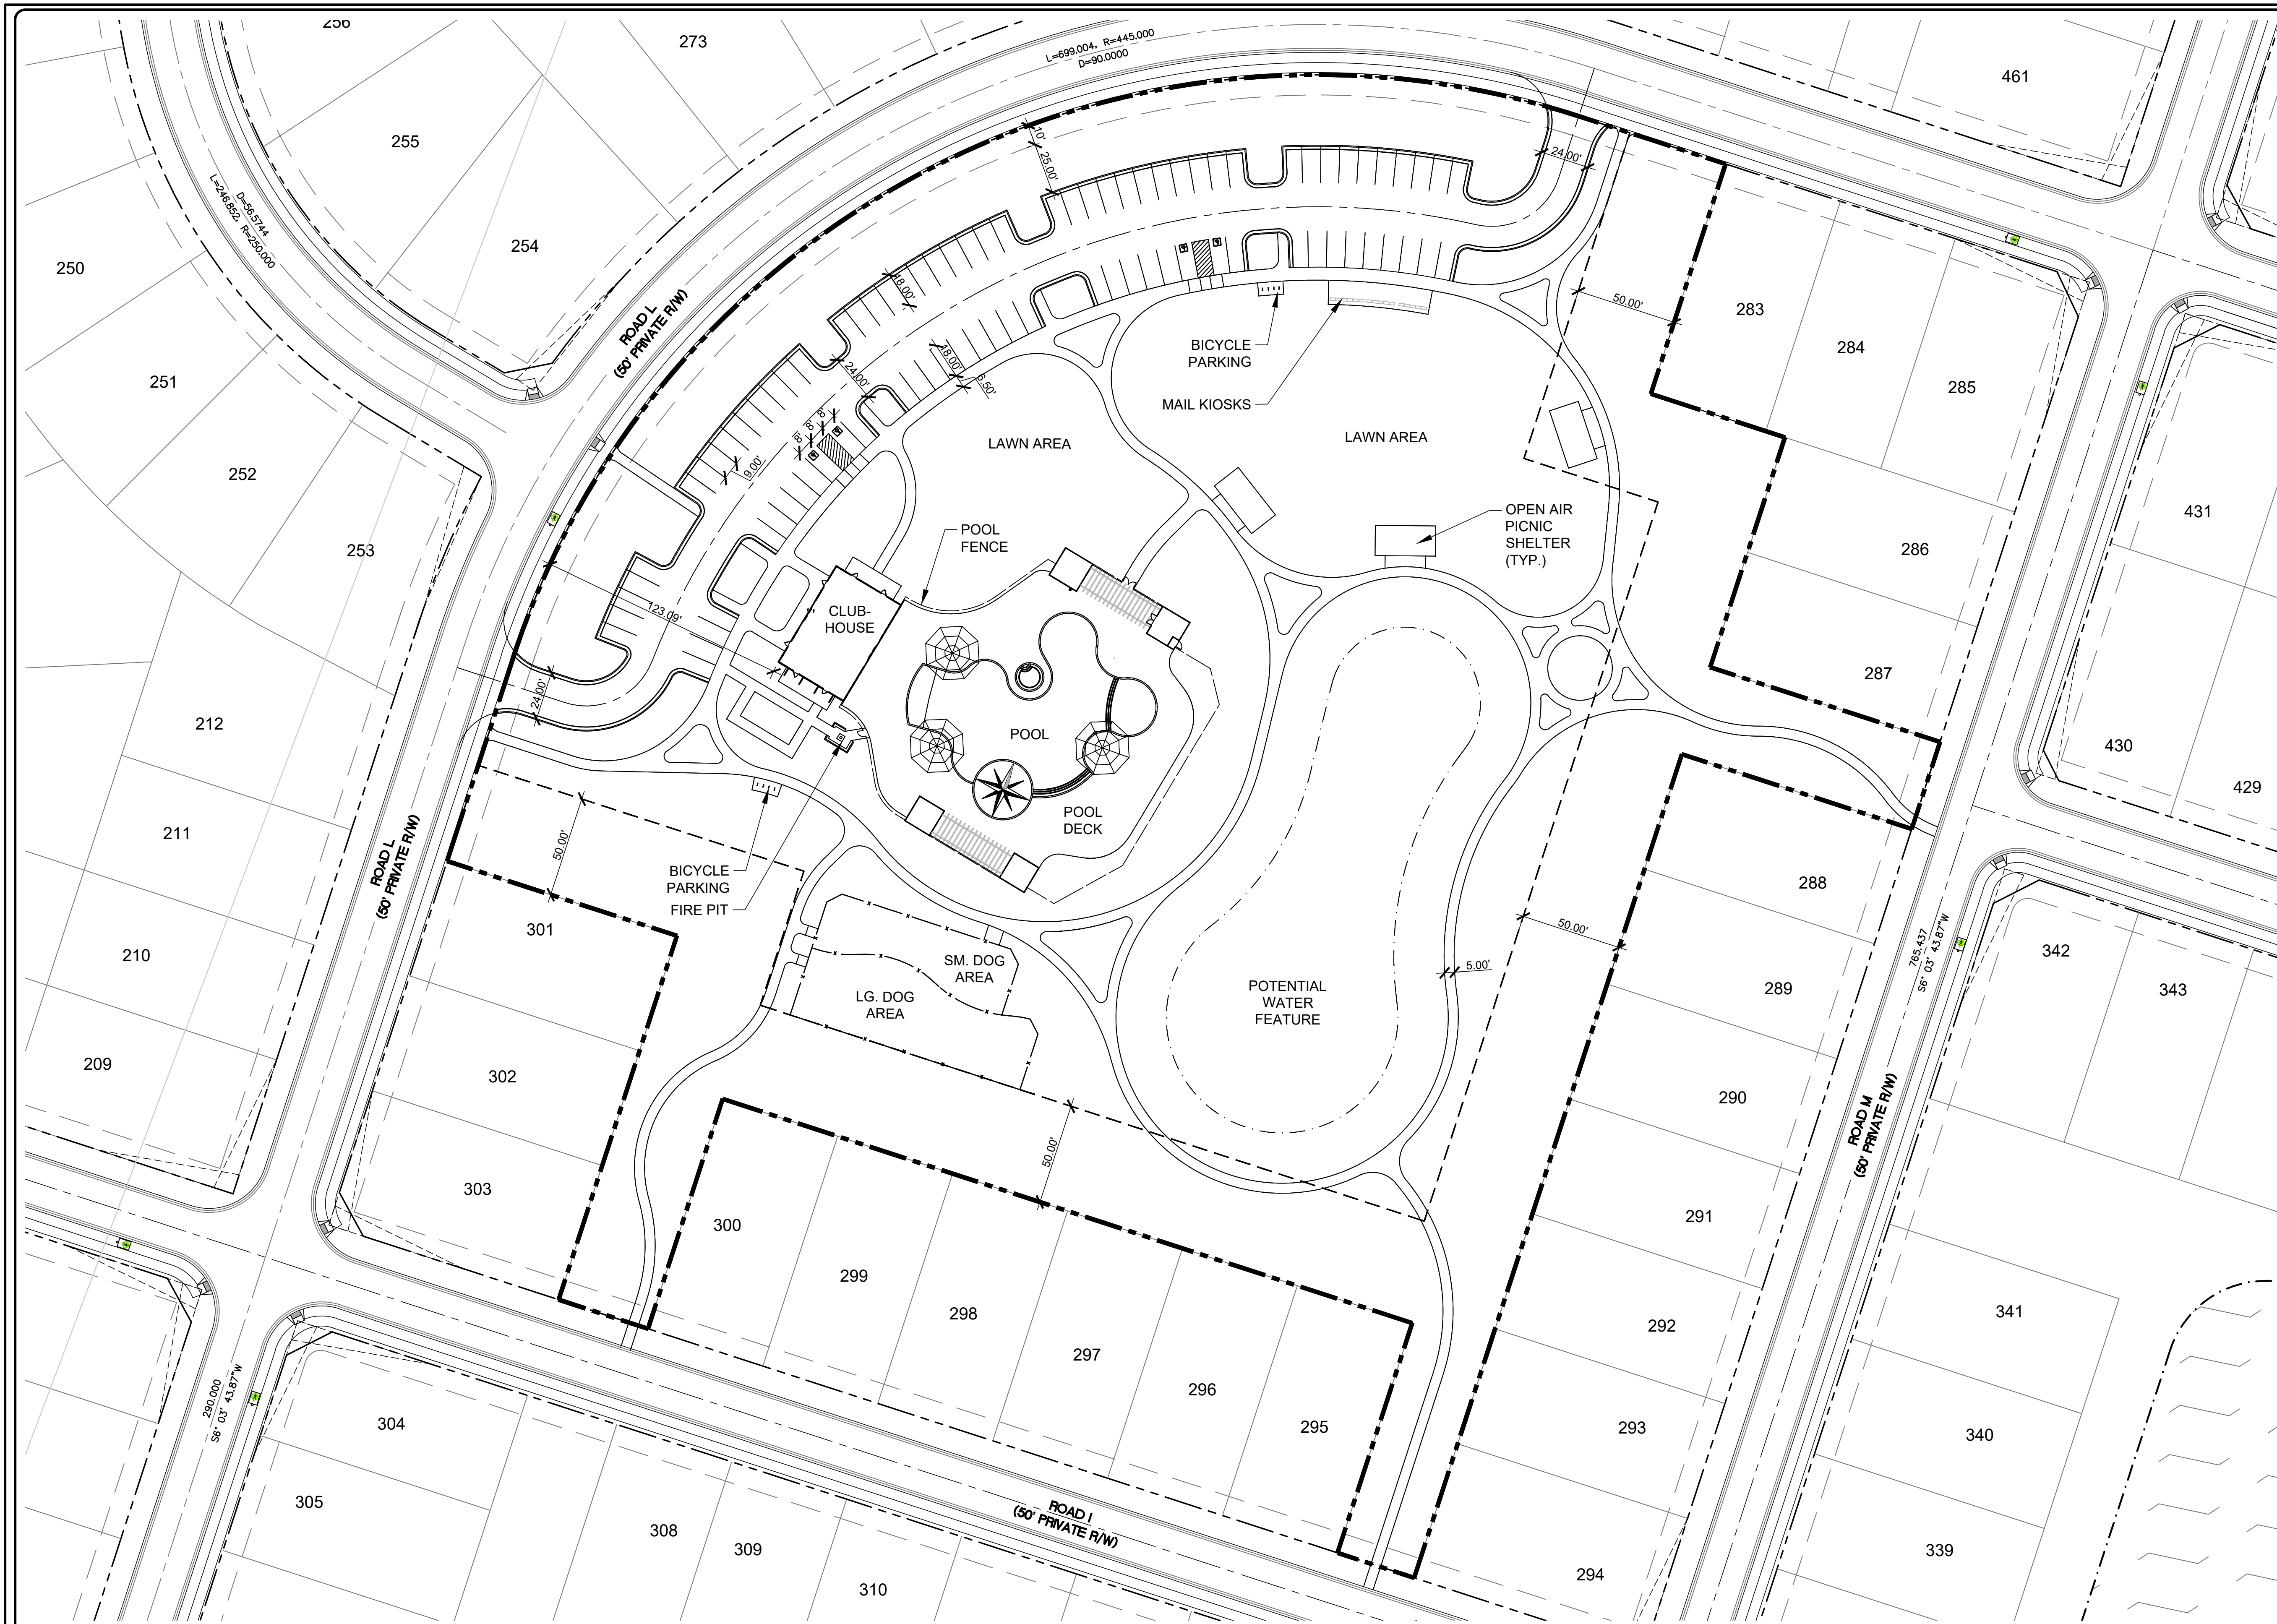 256
273
L=699.004, R=445.000
D=90.0000
461
255
D=56.5744
L=246.852, R=250.000
254
250
10'
25.00'
24.00'
ROAD L
(50' PRIVATE R/W)
18.00'
50.00'
283
284
285
251
BICYCLE
PARKING
MAIL KIOSKS
24.00'
18.00'
6.50'
8'
8'
8'
9.00'
LAWN AREA
LAWN AREA
252
253
431
OPEN AIR
PICNIC
SHELTER
(TYP.)
POOL
FENCE
286
CLUB-
HOUSE
123.09'
287
24.00'
212
POOL
430
429
POOL
DECK
211
ROAD L
(50' PRIVATE R/W)
50.00'
BICYCLE
PARKING
FIRE PIT
288
301
50.00'
342
343
210
SM. DOG
AREA
LG. DOG
AREA
5.00'
POTENTIAL
WATER
FEATURE
289
765.437
S6° 03' 43.87"W
209
302
290
ROAD M
(50' PRIVATE R/W)
50.00'
303
300
291
299
298
297
296
295
292
341
290.000
S6° 03' 43.87"W
304
293
340
305
308
309
310
ROAD I
(50' PRIVATE R/W)
294
339